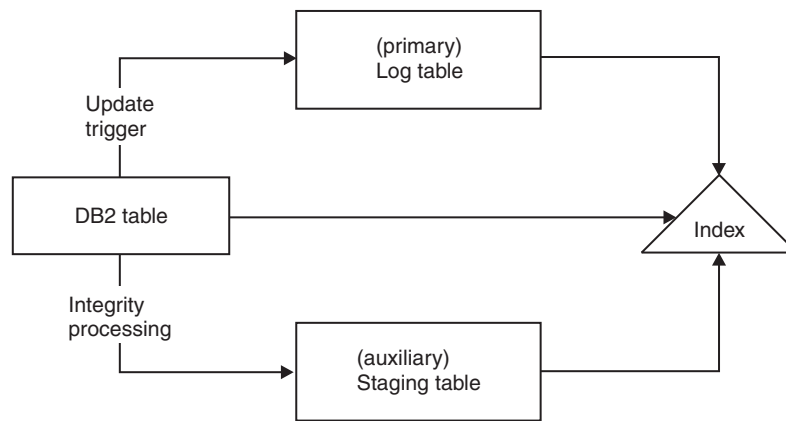 (primary)
Log table
Update
trigger
DB2 table
Index
Integrity
processing
(auxiliary)
Staging table